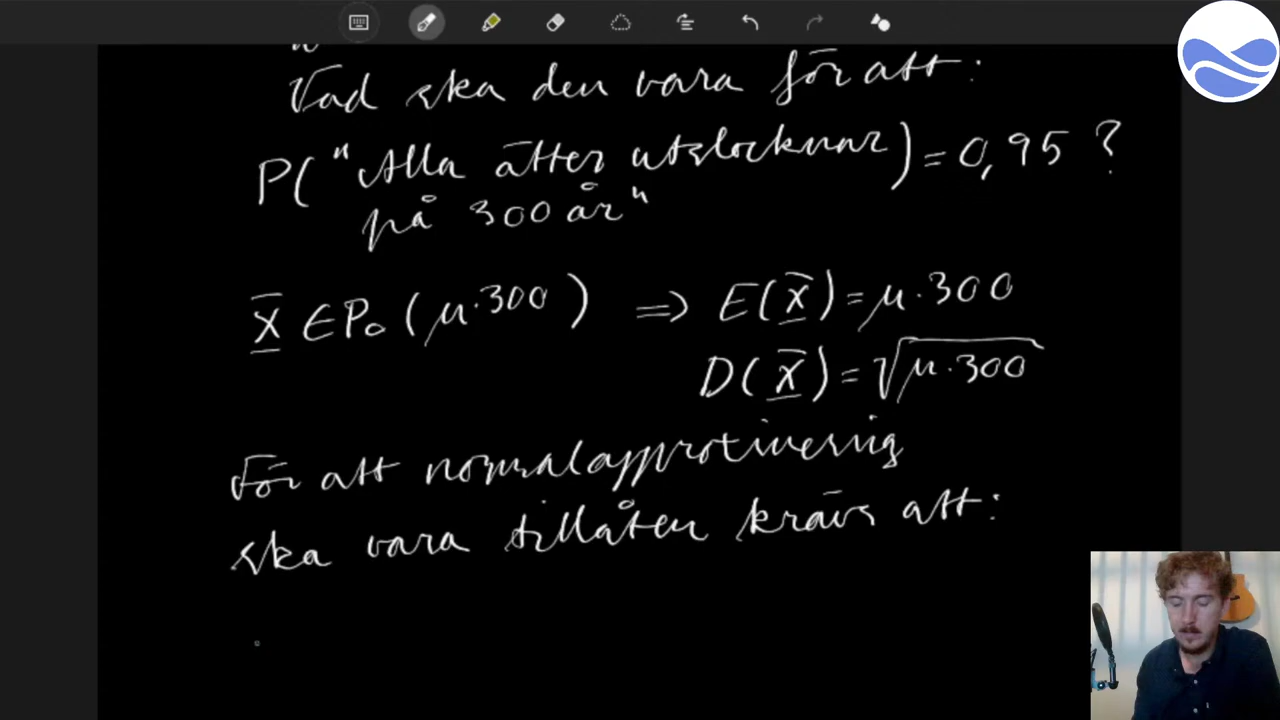 Vad ska den vara för att:
P("Alla ätter utslocknar) = 0,95 ?
på 300 år"
X ∈ Po(μ·300) ⇒ E(X) = μ·300
D(X) = √μ·300
För att normalapproximering
ska vara tillåten krävs att: